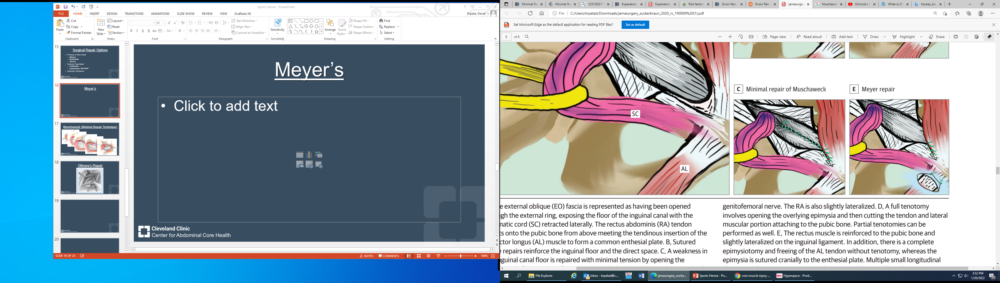 Sports Hernia - PowerPoint
FILE HOME INSERT DESIGN TRANSITIONS ANIMATIONS SLIDE SHOW REVIEW VIEW EndNote X8
Krpata, David
Paste
Cut
Copy
Format Painter
Clipboard
New Slide
Layout
Reset
Section
Slides
48
B I U S abc AV Aa A
Font
Text Direction
Align Text
Convert to SmartArt
Paragraph
Sensitivity
Sensitivity
Arrange
Quick Styles
Shape Fill
Shape Outline
Shape Effects
Drawing
Find
Replace
Select
Editing
15
Surgical Repair Options
• Primary or Non-mesh
• Meyer's
• Muschawek
• Gilmore
• Tension Free Mesh
• Lichtenstein
• Laparoscopic TEP/TAPP
• Adductor Tenotomy
16
Meyer's
17
Muschaweck (Minimal Repair Technique)
18
Gilmore's Repair
19
20
Meyer’s
• Click to add text
Cleveland Clinic
Center for Abdominal Core Health
SLIDE 16 OF 23
NOTES COMMENTS 106%
Minimal Re
Minimal Re
OJS1023110
Experience
Experience_
Risk factors
Groin Pain S
Groin Pain S
jamasurgery
Muschawek
Gilmore's G
What-is-Dr
hockey pla
File C:/Users/krpatad/Downloads/jamasurgery_zuckerbraun_2020_rv_190009%20(1).pdf
Set Microsoft Edge as the default application for reading PDF files? Set as default
6 of 9
Page view Read aloud Add text Draw Highlight Erase
SC
AL
C Minimal repair of Muschaweck
E Meyer repair
e external oblique (EO) fascia is represented as having been opened
gh the external ring, exposing the floor of the inguinal canal with the
matic cord (SC) retracted laterally. The rectus abdominis (RA) tendon
ts onto the pubic bone from above meeting the tendinous insertion of the
ctor longus (AL) muscle to form a common enthesial plate. B, Sutured
e repairs reinforce the inguinal floor and the direct space. C, A weakness in
nguinal canal floor is repaired with minimal tension by opening the
genitofemoral nerve. The RA is also slightly lateralized. D, A full tenotomy
involves opening the overlying epimysia and then cutting the tendon and lateral
muscular portion attaching to the pubic bone. Partial tenotomies can be
performed as well. E, The rectus muscle is reinforced to the pubic bone and
slightly lateralized on the inguinal ligament. In addition, there is a complete
epimysiotomy and freeing of the AL tendon without tenotomy, whereas the
epimysia is sutured cranially to the enthesial plate. Multiple small longitudinal
File Explorer
Inbox - krpatad@c...
jamasurgery_zucke...
Sports Hernia - Po...
core muscle injury ...
Hyperspace - Prod...
3:52 PM
1/20/2022
20